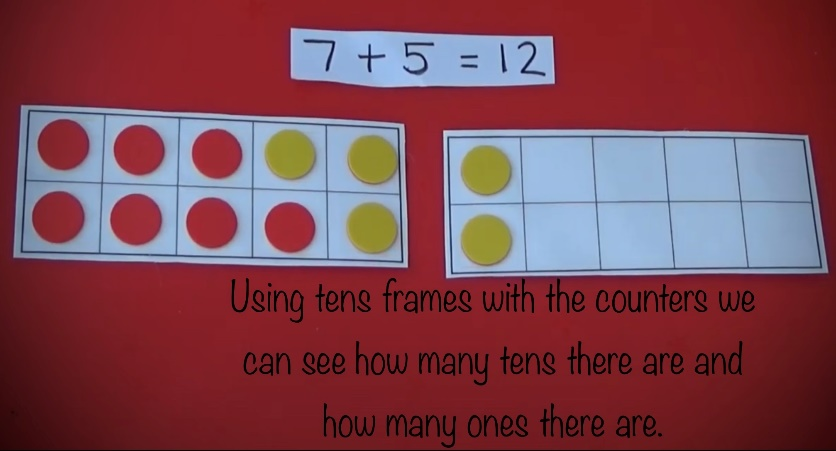 7 + 5 = 12
Using tens frames with the counters we
can see how many tens there are and
how many ones there are.